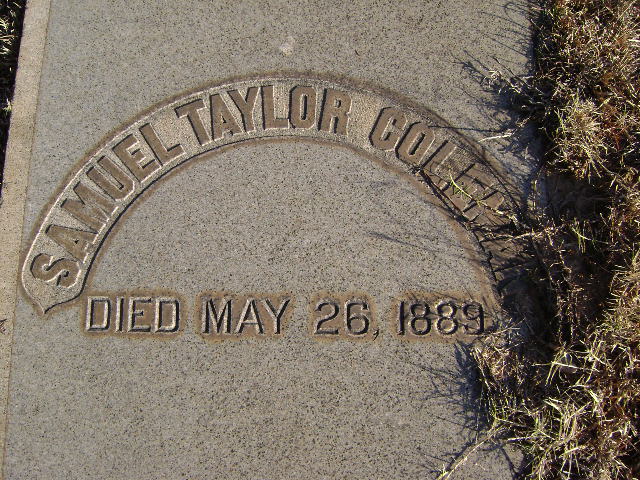 SAMUEL TAYLOR
DIED MAY 26, 1889.